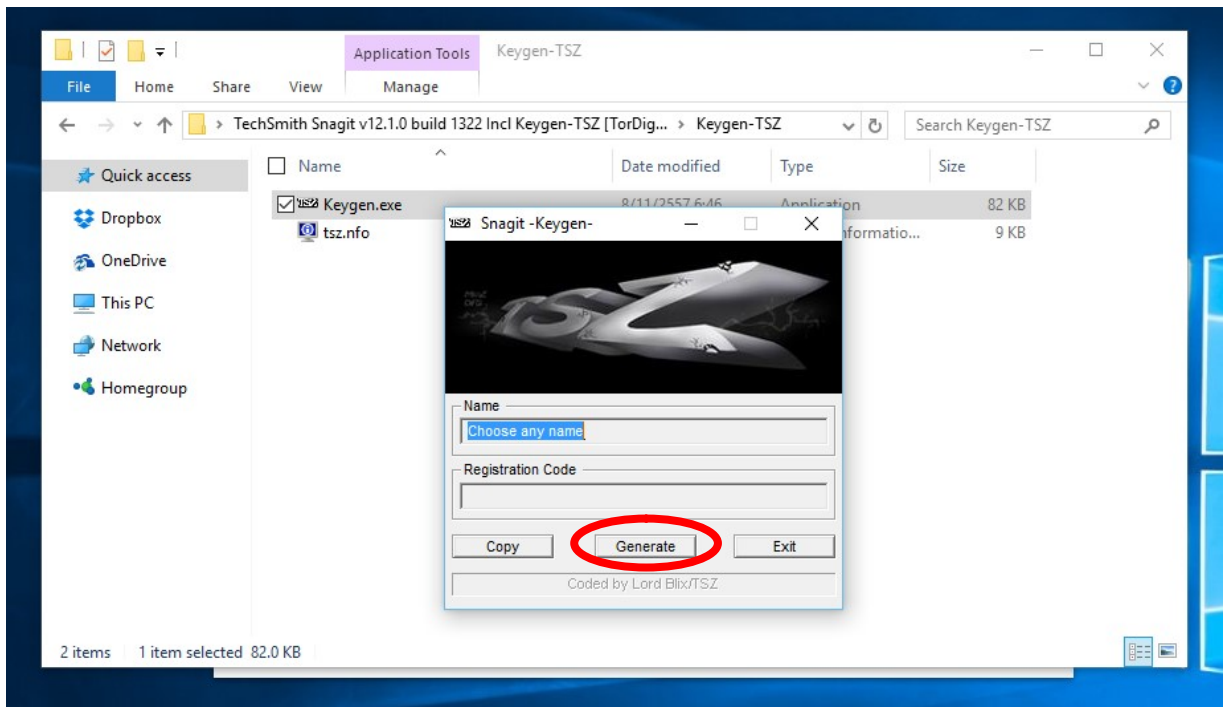 Application Tools Keygen-TSZ
File Home Share View Manage
TechSmith Snagit v12.1.0 build 1322 Incl Keygen-TSZ [TorDig... › Keygen-TSZ Search Keygen-TSZ
Name Date modified Type Size
Quick access
Keygen.exe 8/11/2557 6:46 Application 82 KB
Dropbox
tsz.nfo nformatio... 9 KB
OneDrive
This PC
Network
Homegroup
Snagit -Keygen-
TSZ
Name
Choose any name
Registration Code
Copy Generate Exit
Coded by Lord Blix/TSZ
2 items 1 item selected 82.0 KB